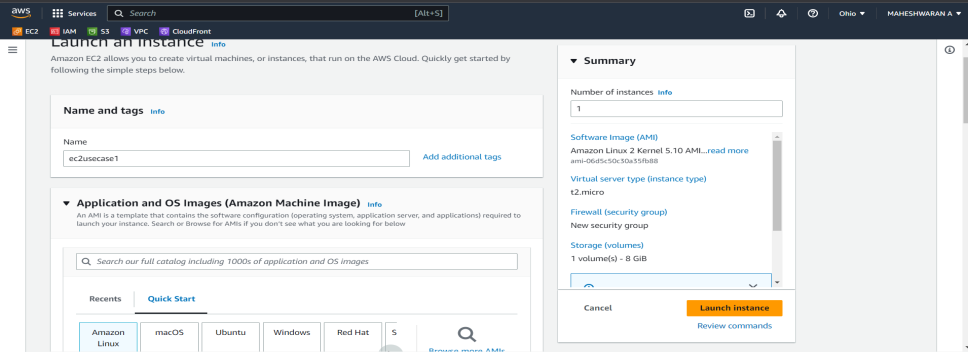 aws
Services
Search
[Alt+S]
Ohio
MAHESHWARAN A
EC2
IAM
S3
VPC
CloudFront
Launch an instance Info
Amazon EC2 allows you to create virtual machines, or instances, that run on the AWS Cloud. Quickly get started by
following the simple steps below.
Name and tags Info
Name
ec2usecase1
Add additional tags
Application and OS Images (Amazon Machine Image) Info
An AMI is a template that contains the software configuration (operating system, application server, and applications) required to
launch your instance. Search or Browse for AMIs if you don't see what you are looking for below
Search our full catalog including 1000s of application and OS images
Recents
Quick Start
Amazon
Linux
macOS
Ubuntu
Windows
Red Hat
S
Browse more AMIs
Summary
Number of instances Info
1
Software Image (AMI)
Amazon Linux 2 Kernel 5.10 AMI...read more
ami-06d5c50c30a35fb88
Virtual server type (instance type)
t2.micro
Firewall (security group)
New security group
Storage (volumes)
1 volume(s) - 8 GiB
Cancel
Launch instance
Review commands